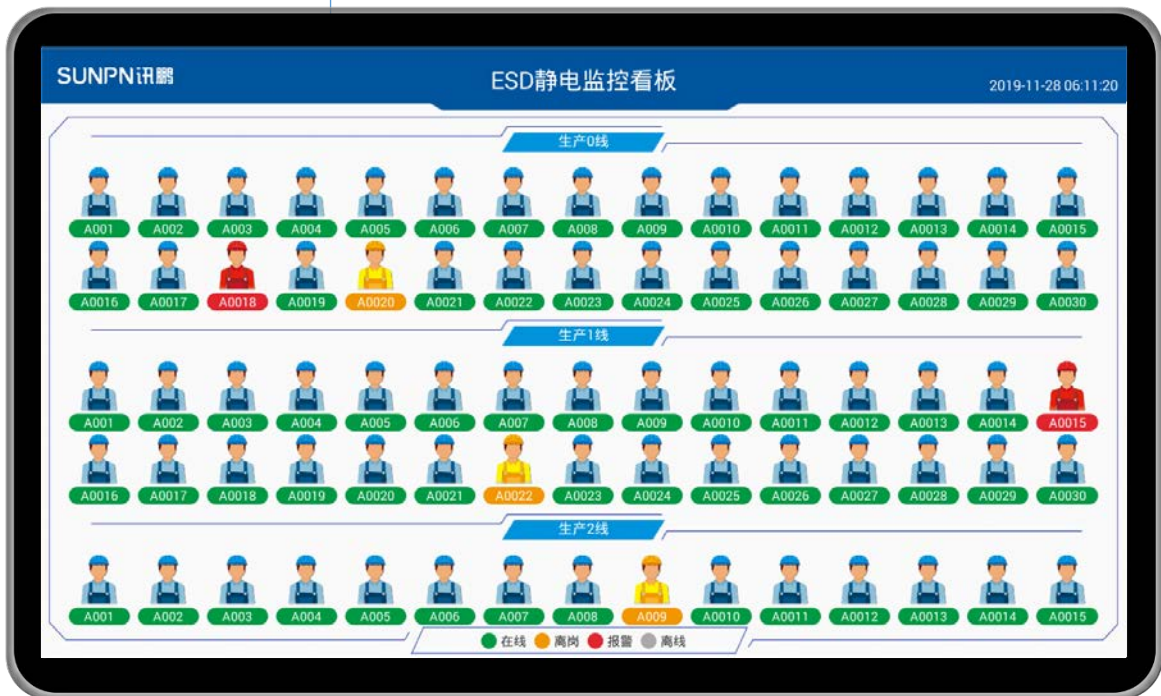 SUNPN讯鹏
ESD静电监控看板
2019-11-28 06:11:20
生产0线
A001 A002 A003 A004 A005 A006 A007 A008 A009 A0010 A0011 A0012 A0013 A0014 A0015
A0016 A0017 A0018 A0019 A0020 A0021 A0022 A0023 A0024 A0025 A0026 A0027 A0028 A0029 A0030
生产1线
A001 A002 A003 A004 A005 A006 A007 A008 A009 A0010 A0011 A0012 A0013 A0014 A0015
A0016 A0017 A0018 A0019 A0020 A0021 A0022 A0023 A0024 A0025 A0026 A0027 A0028 A0029 A0030
生产2线
A001 A002 A003 A004 A005 A006 A007 A008 A009 A0010 A0011 A0012 A0013 A0014 A0015
在线 离岗 报警 离线